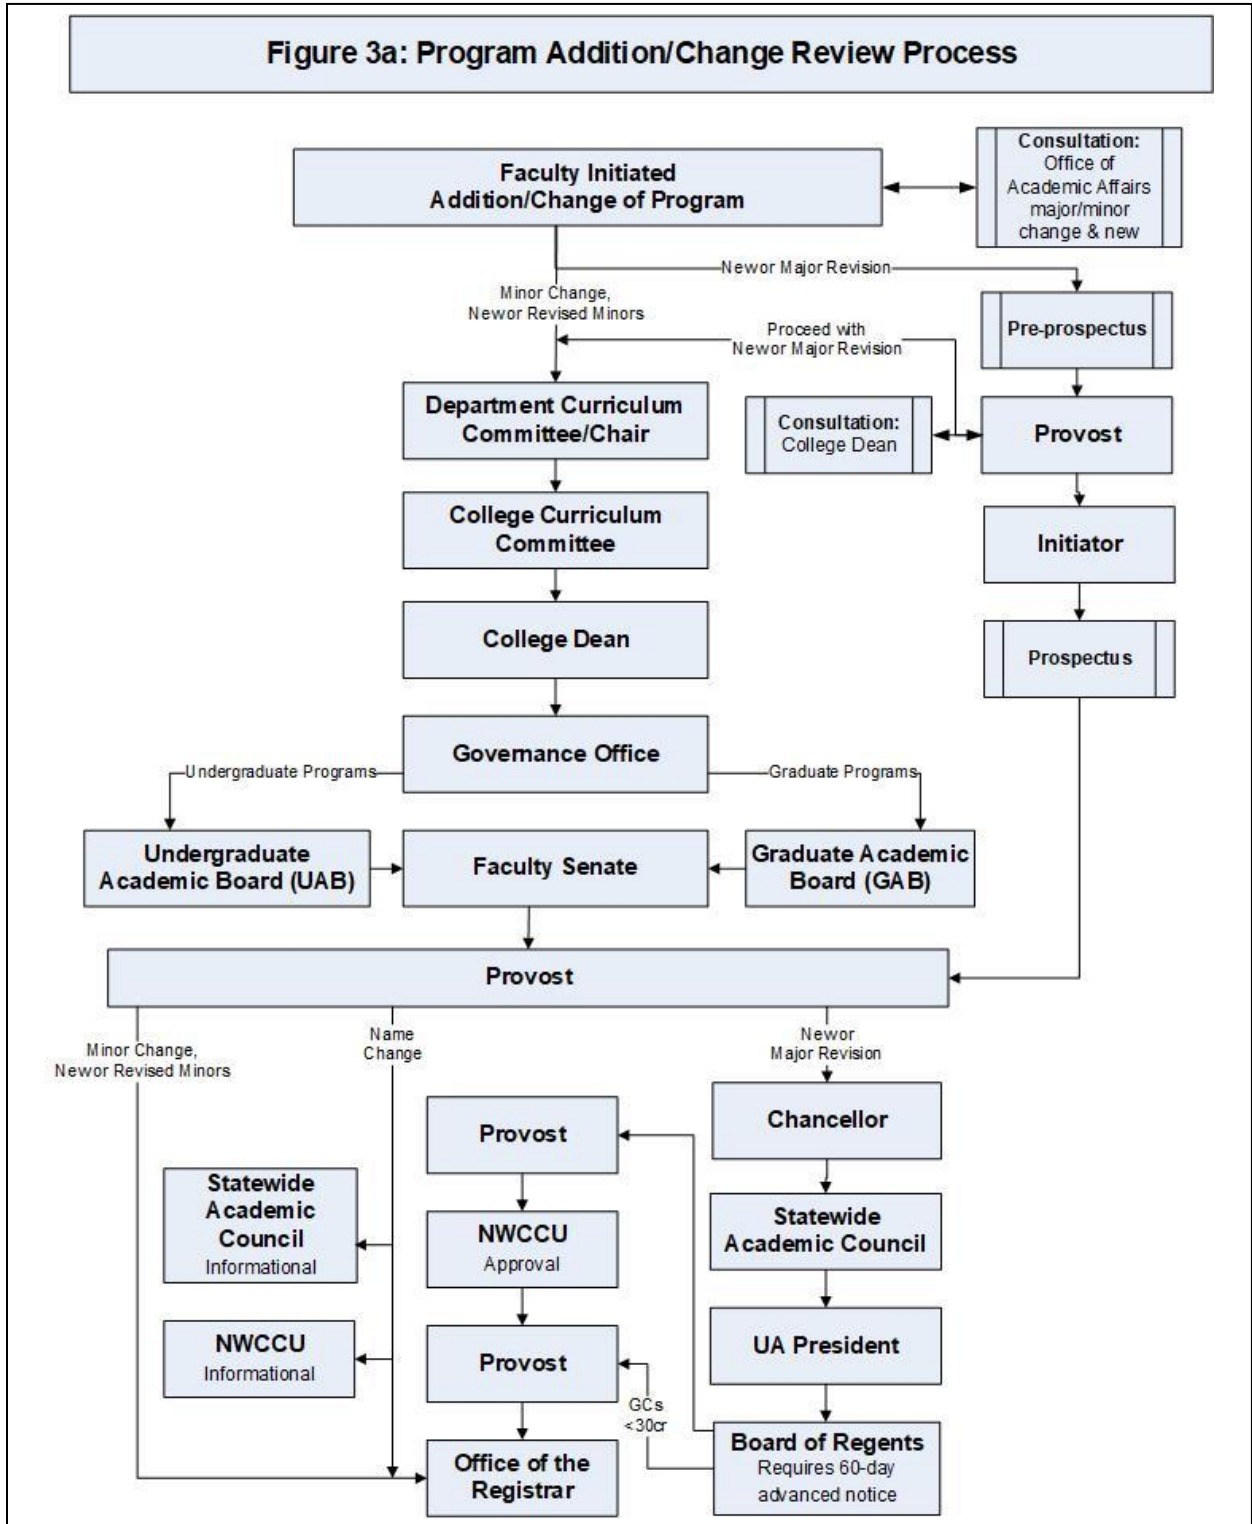 Figure 3a: Program Addition/Change Review Process
Consultation:
Office of
Academic Affairs
major/minor
change & new
Faculty Initiated
Addition/Change of Program
Newor Major Revision
Minor Change,
Newor Revised Minors
Pre-prospectus
Proceed with
Newor Major Revision
Department Curriculum
Committee/Chair
Consultation:
College Dean
Provost
College Curriculum
Committee
Initiator
College Dean
Prospectus
Governance Office
Undergraduate Programs
Graduate Programs
Undergraduate
Academic Board (UAB)
Faculty Senate
Graduate Academic
Board (GAB)
Provost
Minor Change,
Newor Revised Minors
Name
Change
Newor
Major Revision
Chancellor
Provost
Statewide
Academic
Council
Informational
Statewide
Academic Council
NWCCU
Approval
NWCCU
Informational
Provost
UA President
GCs
<30cr
Board of Regents
Requires 60-day
advanced notice
Office of the
Registrar